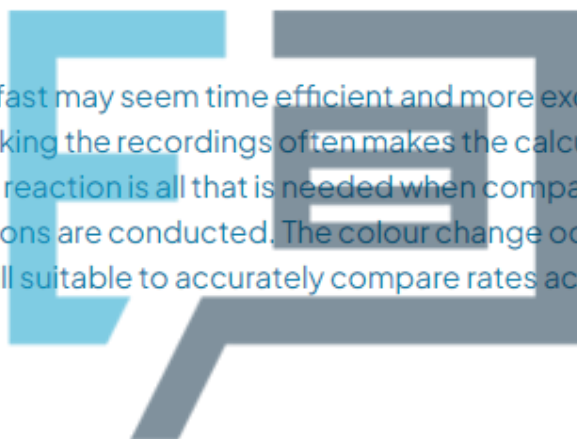 fast may seem time efficient and more exe
king the recordings often makes the calcu
reaction is all that is needed when compa
ons are conducted. The colour change oc
ll suitable to accurately compare rates ac